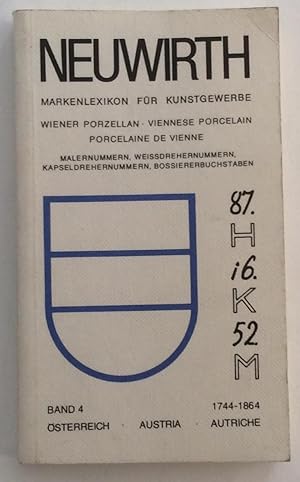 NEUWIRTH
MARKENLEXIKON FÜR KUNSTGEWERBE
WIENER PORZELLAN · VIENNESE PORCELAIN
PORCELAINE DE VIENNE
MALERNUMMERN, WEISSDREHERNUMMERN,
KAPSELDREHERNUMMERN, BOSSIERERBUCHSTABEN
87.
H
i6.
K
52.
M
BAND 4 1744-1864
ÖSTERREICH · AUSTRIA · AUTRICHE